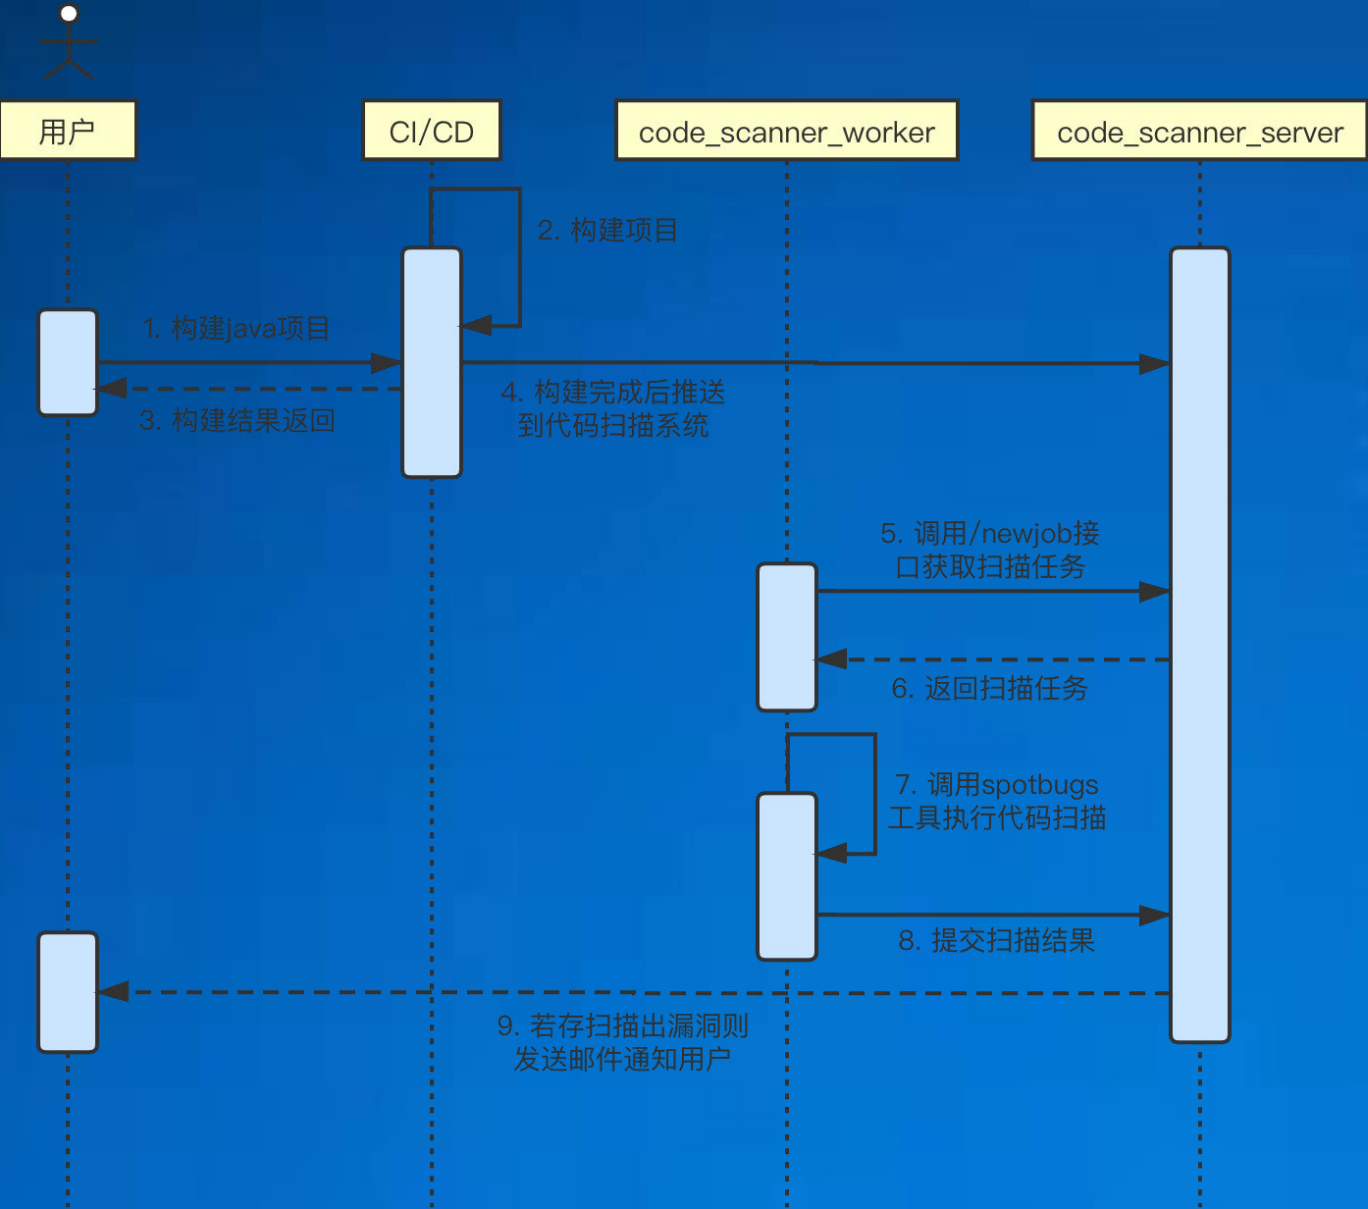 用户
CI/CD
code_scanner_worker
code_scanner_server
2. 构建项目
1. 构建java项目
3. 构建结果返回
4. 构建完成后推送
到代码扫描系统
5. 调用/newjob接
口获取扫描任务
6. 返回扫描任务
7. 调用spotbugs
工具执行代码扫描
8. 提交扫描结果
9. 若存扫描出漏洞则
发送邮件通知用户